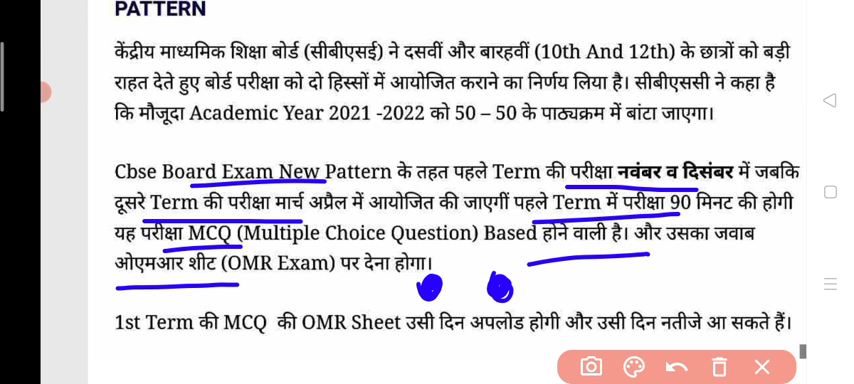 PATTERN
केंद्रीय माध्यमिक शिक्षा बोर्ड (सीबीएसई) ने दसवीं और बारहवीं (10th And 12th) के छात्रों को बड़ी
राहत देते हुए बोर्ड परीक्षा को दो हिस्सों में आयोजित कराने का निर्णय लिया है। सीबीएससी ने कहा है
कि मौजूदा Academic Year 2021 -2022 को 50 – 50 के पाठ्यक्रम में बांटा जाएगा।
Cbse Board Exam New Pattern के तहत पहले Term की परीक्षा नवंबर व दिसंबर में जबकि
दूसरे Term की परीक्षा मार्च अप्रैल में आयोजित की जाएगीं पहले Term में परीक्षा 90 मिनट की होगी
यह परीक्षा MCQ (Multiple Choice Question) Based होने वाली है। और उसका जवाब
ओएमआर शीट (OMR Exam) पर देना होगा।
1st Term की MCQ की OMR Sheet उसी दिन अपलोड होगी और उसी दिन नतीजे आ सकते हैं।